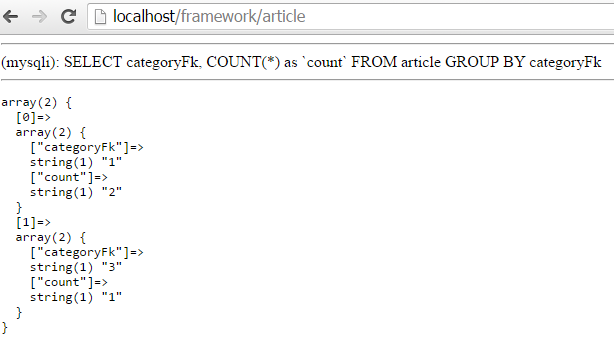 localhost/framework/article
(mysqli): SELECT categoryFk, COUNT(*) as `count` FROM article GROUP BY categoryFk
array(2) {
  [0]=>
  array(2) {
    ["categoryFk"]=>
    string(1) "1"
    ["count"]=>
    string(1) "2"
  }
  [1]=>
  array(2) {
    ["categoryFk"]=>
    string(1) "3"
    ["count"]=>
    string(1) "1"
  }
}